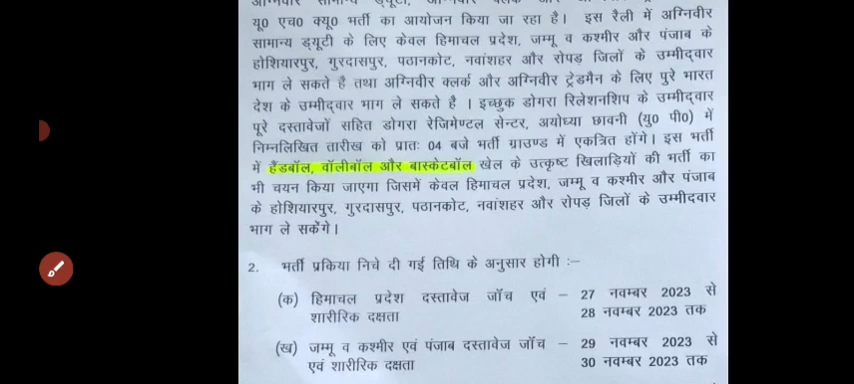 यू० एच० क्यू० भर्ती का आयोजन किया जा रहा है। इस रैली में अग्निवीर
सामान्य ड्यूटी के लिए केवल हिमाचल प्रदेश, जम्मू व कश्मीर और पंजाब के
होशियारपुर, गुरदासपुर, पठानकोट, नवांशहर और रोपड़ जिलों के उम्मीदवार
भाग ले सकते है तथा अग्निवीर क्लर्क और अग्निवीर ट्रेडमैन के लिए पुरे भारत
देश के उम्मीदवार भाग ले सकते है । इच्छुक डोगरा रिलेशनशिप के उम्मीदवार
पूरे दस्तावेजों सहित डोगरा रेजिमेण्टल सेन्टर, अयोध्या छावनी (यु० पी०) में
निम्नलिखित तारीख को प्रातः 04 बजे भर्ती ग्राउण्ड में एकत्रित होंगे। इस भर्ती
में हैंडबॉल, वॉलीबॉल और बास्केटबॉल खेल के उत्कृष्ट खिलाड़ियों की भर्ती का
भी चयन किया जाएगा जिसमें केवल हिमाचल प्रदेश, जम्मू व कश्मीर और पंजाब
के होशियारपुर, गुरदासपुर, पठानकोट, नवंशहर और रोपड़ जिलों के उम्मीदवार
भाग ले सकेंगे।
2. भर्ती प्रकिया निचे दी गई तिथि के अनुसार होगी :–
(क) हिमाचल प्रदेश दस्तावेज जॉच एवं – 27 नवम्बर 2023 से
शारीरिक दक्षता 28 नवम्बर 2023 तक
(ख) जम्मू व कश्मीर एवं पंजाब दस्तावेज जॉच – 29 नवम्बर 2023 से
एवं शारीरिक दक्षता 30 नवम्बर 2023 तक